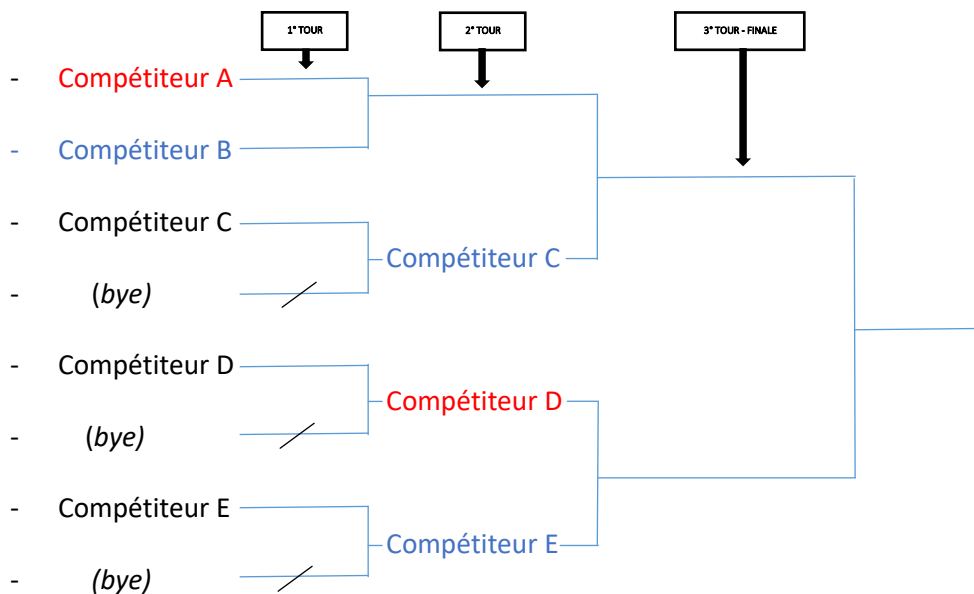 1° TOUR
2° TOUR
3° TOUR - FINALE
- Compétiteur A
- Compétiteur B
- Compétiteur C
Compétiteur C
- (bye)
- Compétiteur D
Compétiteur D
- (bye)
- Compétiteur E
Compétiteur E
- (bye)